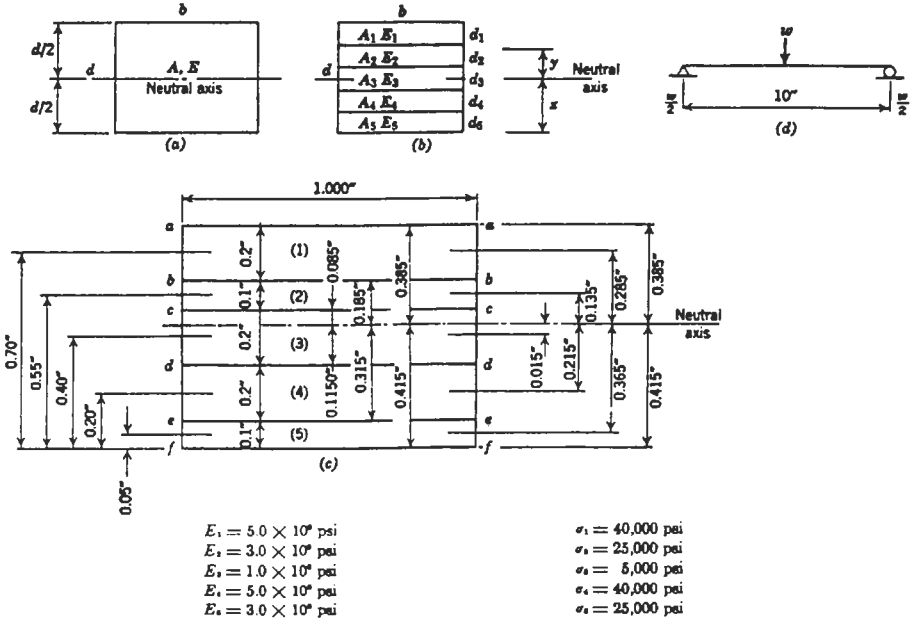 b
d/2
d
A, E
Neutral axis
d/2
(a)
b
A₁ E₁
d₁
A₂ E₂
d₂
d
A₃ E₃
d₃
A₄ E₄
d₄
A₅ E₅
d₅
(b)
y
x
Neutral
axis
w
w/2
10″
w/2
(d)
1.000″
a
0.2″
(1)
0.085″
0.385″
a
b
0.1″
(2)
0.185″
b
0.135″
0.285″
0.385″
c
c
0.2″
(3)
Neutral
axis
0.70″
0.55″
0.40″
0.20″
0.05″
d
0.1150″
0.315″
0.415″
d
0.015″
0.215″
0.365″
0.415″
0.2″
(4)
e
e
0.1″
(5)
f
f
(c)
E₁ = 5.0 × 10⁶ psi
E₂ = 3.0 × 10⁶ psi
E₃ = 1.0 × 10⁶ psi
E₄ = 5.0 × 10⁶ psi
E₅ = 3.0 × 10⁶ psi
σ₁ = 40,000 psi
σ₂ = 25,000 psi
σ₃ = 5,000 psi
σ₄ = 40,000 psi
σ₅ = 25,000 psi